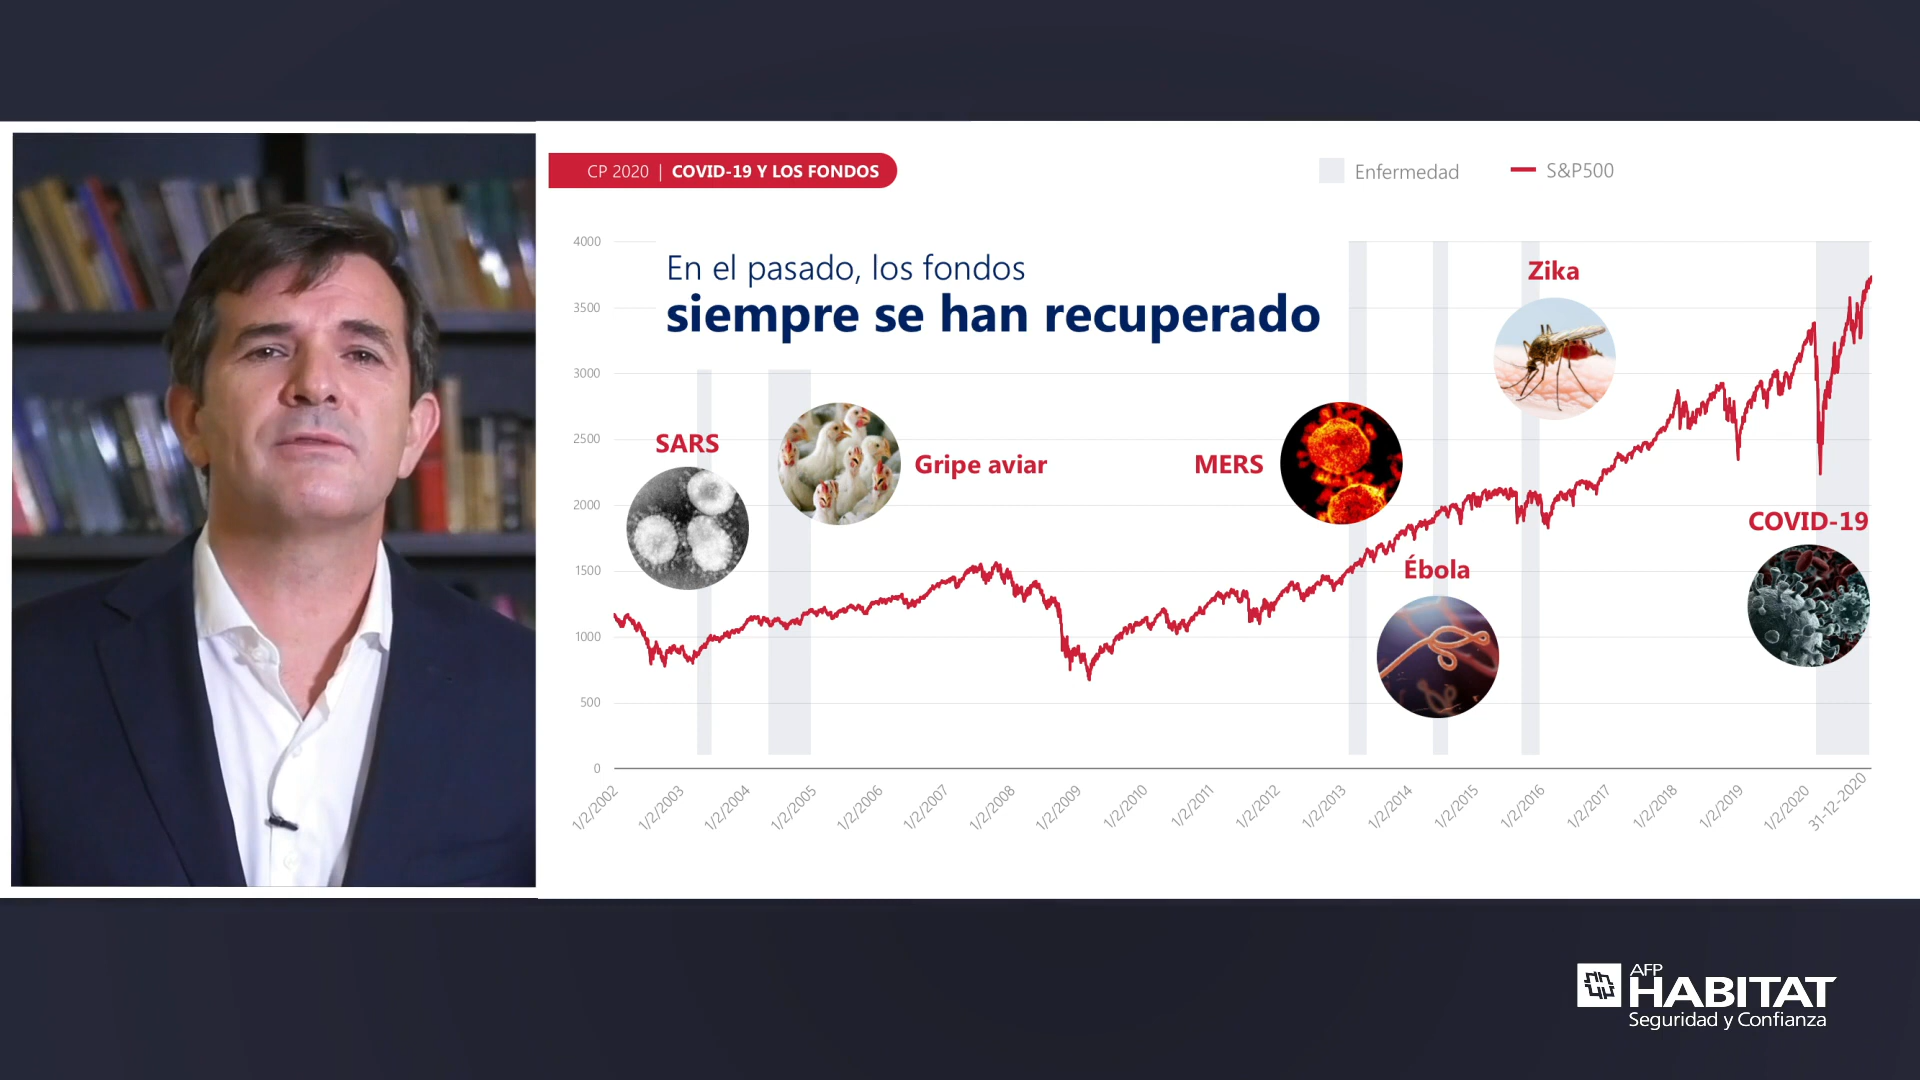 CP 2020 | COVID-19 Y LOS FONDOS
Enfermedad
S&P500
En el pasado, los fondos
siempre se han recuperado
4000
3500
3000
2500
2000
1500
1000
500
0
SARS
Gripe aviar
MERS
Ébola
Zika
COVID-19
1/2/2002
1/2/2003
1/2/2004
1/2/2005
1/2/2006
1/2/2007
1/2/2008
1/2/2009
1/2/2010
1/2/2011
1/2/2012
1/2/2013
1/2/2014
1/2/2015
1/2/2016
1/2/2017
1/2/2018
1/2/2019
1/2/2020
31-12-2020
AFP
HABITAT
Seguridad y Confianza